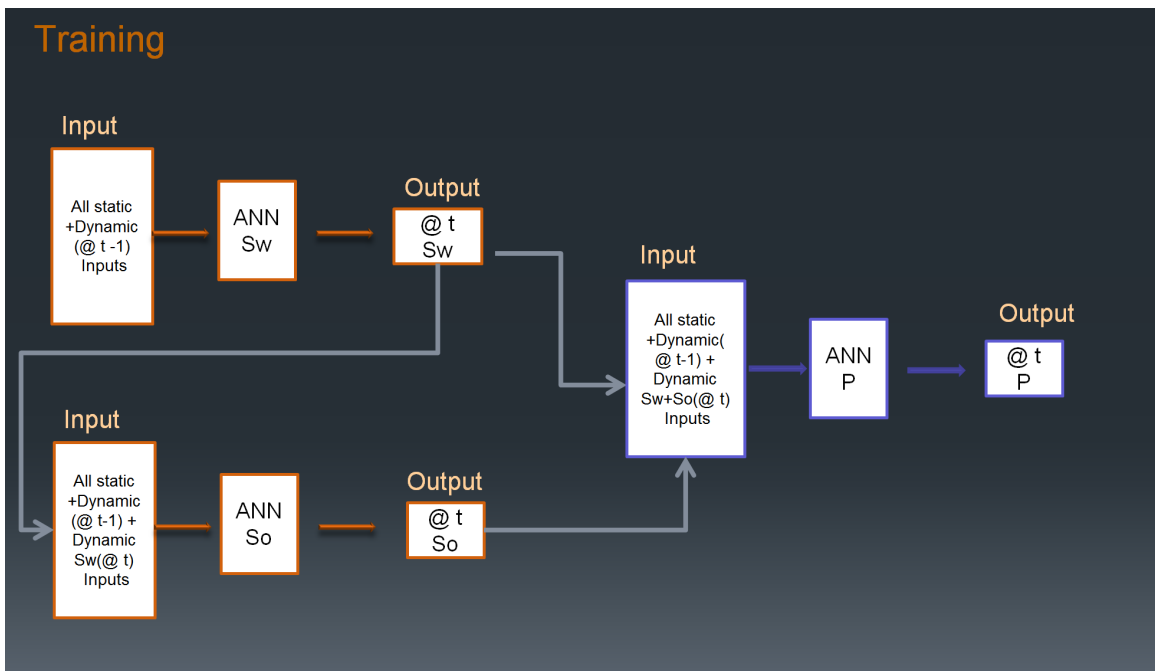 Training
Input
All static
+Dynamic
(@ t -1)
Inputs
ANN
Sw
Output
@ t
Sw
Input
All static
+Dynamic
(@ t-1) +
Dynamic
Sw(@ t)
Inputs
ANN
So
Output
@ t
So
Input
All static
+Dynamic(
@ t-1) +
Dynamic
Sw+So(@ t)
Inputs
ANN
P
Output
@ t
P